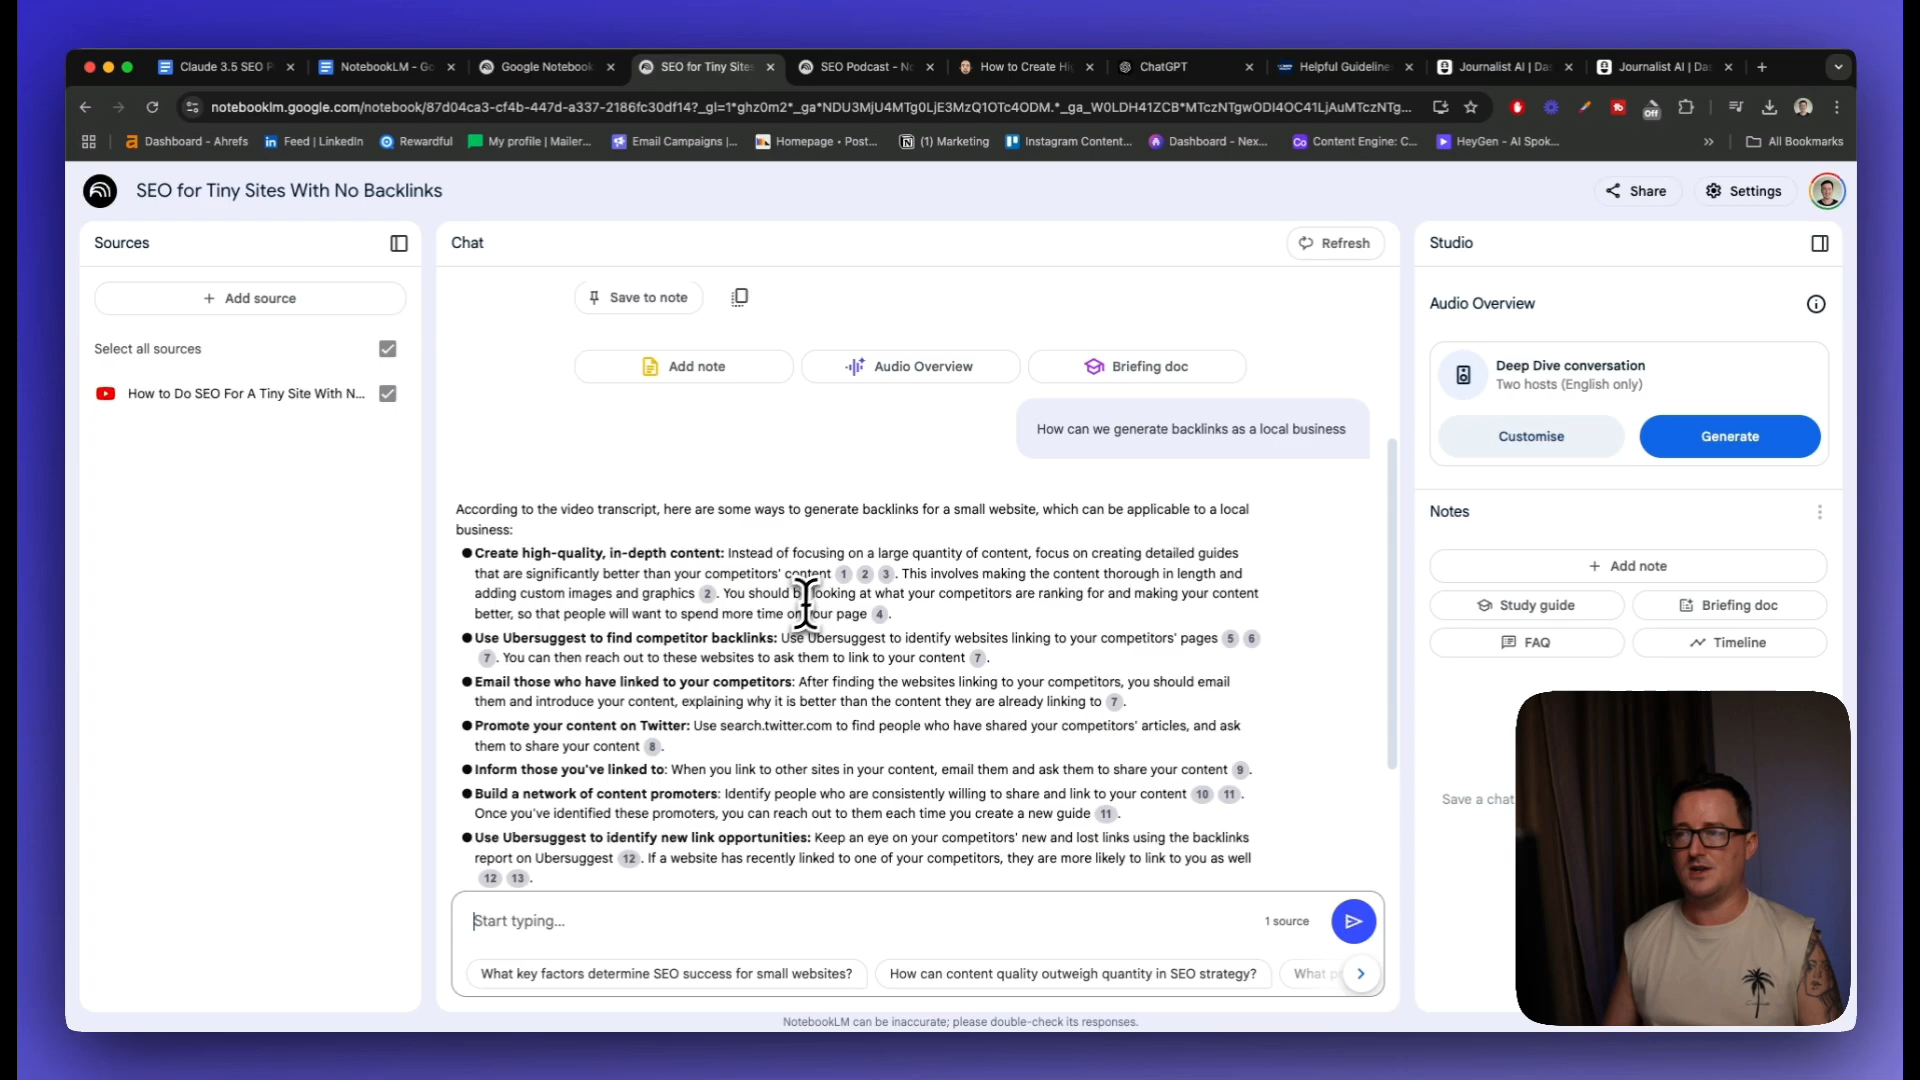 Claude 3.5 SEO P
NotebookLM - Go
Google Notebook
SEO for Tiny Sites
SEO Podcast - No
How to Create Hi
ChatGPT
Helpful Guideline
Journalist AI | Das
Journalist AI | Das
notebooklm.google.com/notebook/87d04ca3-cf4b-447d-a337-2186fc30df14?_gl=1*ghz0m2*_ga*NDU3MjU4MTg0LjE3MzQ1OTc4ODM.*_ga_W0LDH41ZCB*MTczNTgwODI4OC41LjAuMTczNTg...
Off
Dashboard - Ahrefs
Feed | LinkedIn
Rewardful
My profile | Mailer...
Email Campaigns |...
Homepage • Post...
(1) Marketing
Instagram Content...
Dashboard - Nex...
Content Engine: C...
HeyGen - AI Spok...
»
All Bookmarks
SEO for Tiny Sites With No Backlinks
Share
Settings
Sources
Chat
Refresh
Studio
+ Add source
Save to note
Audio Overview
Select all sources
Add note
Audio Overview
Briefing doc
Deep Dive conversation
Two hosts (English only)
How to Do SEO For A Tiny Site With N...
How can we generate backlinks as a local business
Customise
Generate
According to the video transcript, here are some ways to generate backlinks for a small website, which can be applicable to a local
business:
● Create high-quality, in-depth content: Instead of focusing on a large quantity of content, focus on creating detailed guides
that are significantly better than your competitors' content 1 2 3. This involves making the content thorough in length and
adding custom images and graphics 2. You should be looking at what your competitors are ranking for and making your content
better, so that people will want to spend more time on your page 4.
● Use Ubersuggest to find competitor backlinks: Use Ubersuggest to identify websites linking to your competitors' pages 5 6
7. You can then reach out to these websites to ask them to link to your content 7.
● Email those who have linked to your competitors: After finding the websites linking to your competitors, you should email
them and introduce your content, explaining why it is better than the content they are already linking to 7.
● Promote your content on Twitter: Use search.twitter.com to find people who have shared your competitors' articles, and ask
them to share your content 8.
● Inform those you've linked to: When you link to other sites in your content, email them and ask them to share your content 9.
● Build a network of content promoters: Identify people who are consistently willing to share and link to your content 10 11.
Once you've identified these promoters, you can reach out to them each time you create a new guide 11.
● Use Ubersuggest to identify new link opportunities: Keep an eye on your competitors' new and lost links using the backlinks
report on Ubersuggest 12. If a website has recently linked to one of your competitors, they are more likely to link to you as well
12 13.
Notes
+ Add note
Study guide
Briefing doc
FAQ
Timeline
Save a chat
Start typing...
1 source
What key factors determine SEO success for small websites?
How can content quality outweigh quantity in SEO strategy?
What
NotebookLM can be inaccurate; please double-check its responses.